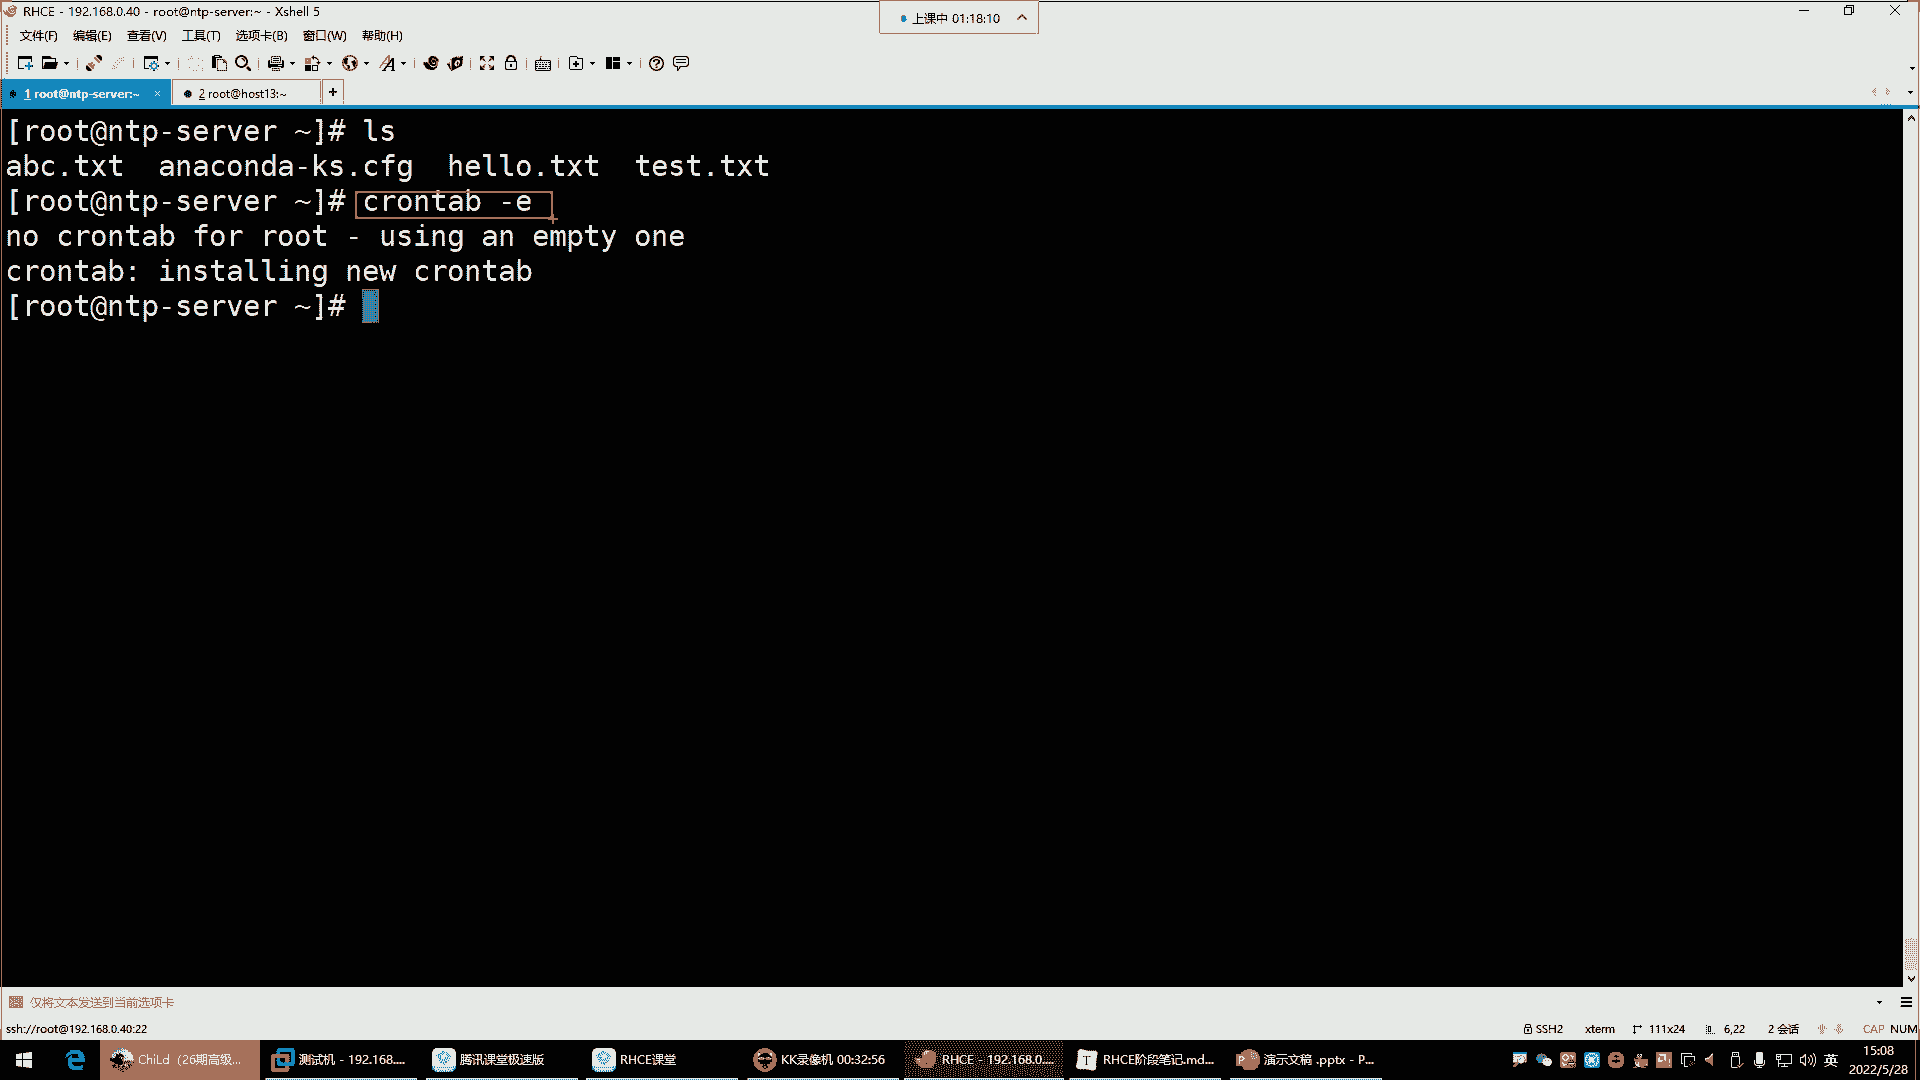 RHCE - 192.168.0.40 - root@ntp-server:~ - Xshell 5
上课中 01:18:10
文件(F) 编辑(E) 查看(V) 工具(T) 选项卡(B) 窗口(W) 帮助(H)
1 root@ntp-server:~ × 2 root@host13:~ +
[root@ntp-server ~]# ls
abc.txt anaconda-ks.cfg hello.txt test.txt
[root@ntp-server ~]# crontab -e
no crontab for root - using an empty one
crontab: installing new crontab
[root@ntp-server ~]#
仅将文本发送到当前选项卡
ssh://root@192.168.0.40:22 SSH2 xterm 111x24 6,22 2 会话 CAP NUM
ChiLd（26期高级... 测试机 - 192.168.... 腾讯课堂极速版 RHCE课堂 KK录像机 00:32:56 RHCE - 192.168.0.... RHCE阶段笔记.md... 演示文稿 .pptx - P... 英 15:08
2022/5/28